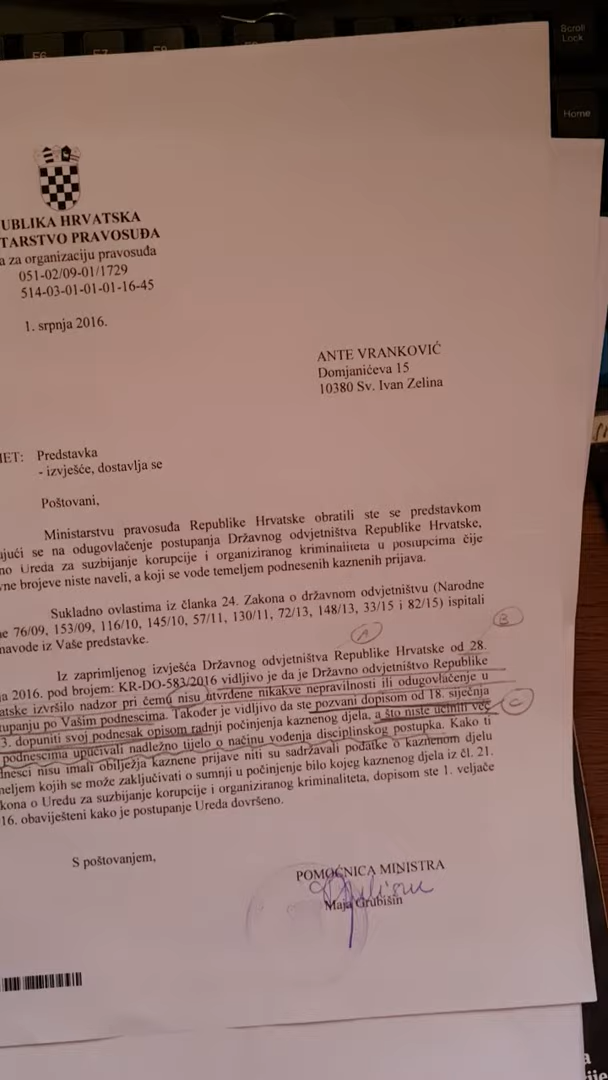 F6 F7 F8
Scroll Lock
Home
UBLIKA HRVATSKA
TARSTVO PRAVOSUĐA
a za organizaciju pravosuđa
051-02/09-01/1729
514-03-01-01-01-16-45
1. srpnja 2016.
ANTE VRANKOVIĆ
Domjanićeva 15
10380 Sv. Ivan Zelina
MET: Predstavka
- izvješće, dostavlja se
Poštovani,
Ministarstvu pravosuđa Republike Hrvatske obratili ste se predstavkom
ujući se na odugovlačenje postupanja Državnog odvjetništva Republike Hrvatske,
no Ureda za suzbijanje korupcije i organiziranog kriminaliteta u postupcima čije
vne brojeve niste naveli, a koji se vode temeljem podnesenih kaznenih prijava.
Sukladno ovlastima iz članka 24. Zakona o državnom odvjetništvu (Narodne
ne 76/09, 153/09, 116/10, 145/10, 57/11, 130/11, 72/13, 148/13, 33/15 i 82/15) ispitali
navode iz Vaše predstavke.
A
B
Iz zaprimljenog izvješća Državnog odvjetništva Republike Hrvatske od 28.
ja 2016. pod brojem: KR-DO-583/2016 vidljivo je da je Državno odvjetništvo Republike
atske izvršilo nadzor pri čemu nisu utvrđene nikakve nepravilnosti ili odugovlačenje u
tupanju po Vašim podnescima. Također je vidljivo da ste pozvani dopisom od 18. siječnja
3. dopuniti svoj podnesak opisom radnji počinjenja kaznenog djela, a što niste učinili već
C
podnescima upućivali nadležno tijelo o načinu vođenja disciplinskog postupka. Kako ti
dnesci nisu imali obilježja kaznene prijave niti su sadržavali podatke o kaznenom djelu
meljem kojih se može zaključivati o sumnji u počinjenje bilo kojeg kaznenog djela iz čl. 21.
kona o Uredu za suzbijanje korupcije i organiziranog kriminaliteta, dopisom ste 1. veljače
16. obaviješteni kako je postupanje Ureda dovršeno.
S poštovanjem,
POMOĆNICA MINISTRA
Maja Grubišin